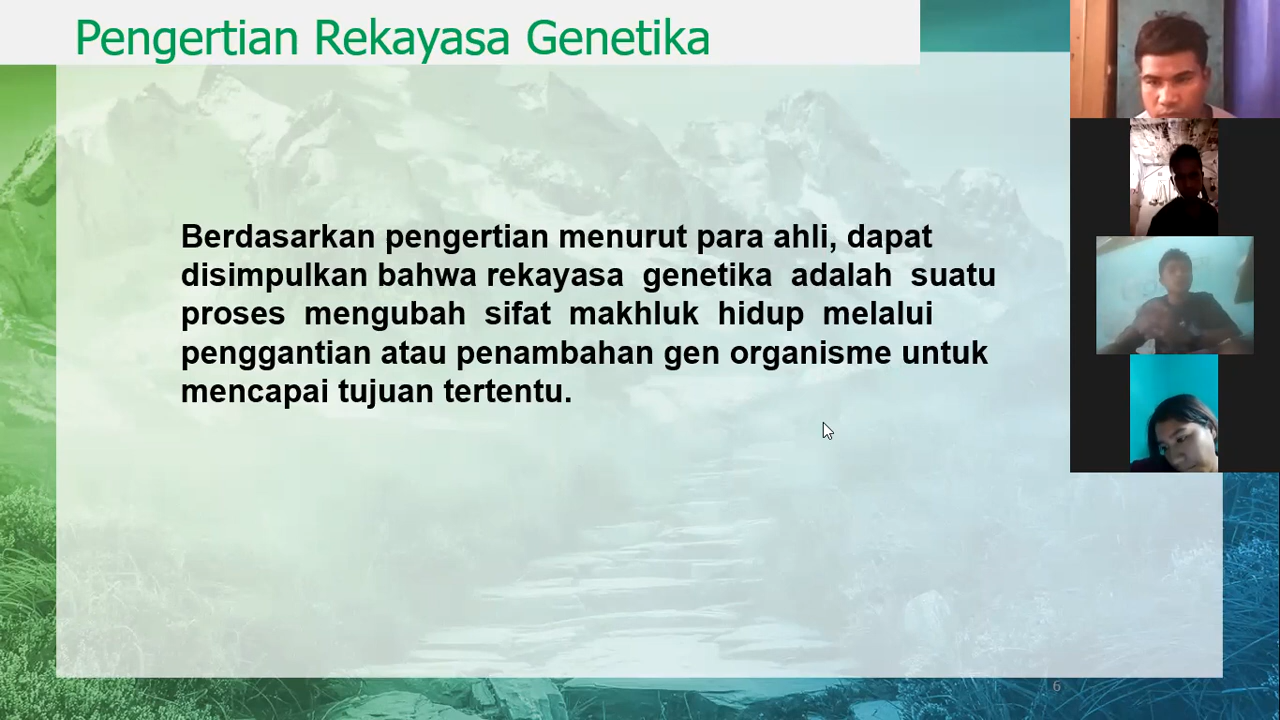 Pengertian Rekayasa Genetika
Berdasarkan pengertian menurut para ahli, dapat
disimpulkan bahwa rekayasa genetika adalah suatu
proses mengubah sifat makhluk hidup melalui
penggantian atau penambahan gen organisme untuk
mencapai tujuan tertentu.
6